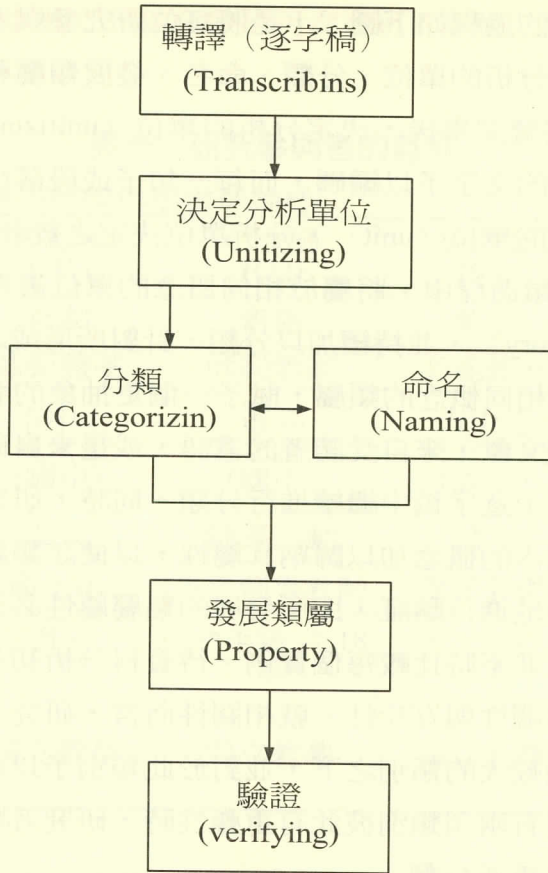 轉譯（逐字稿）
(Transcribins)
決定分析單位
(Unitizing)
分類
(Categorizin)
命名
(Naming)
發展類屬
(Property)
驗證
(verifying)